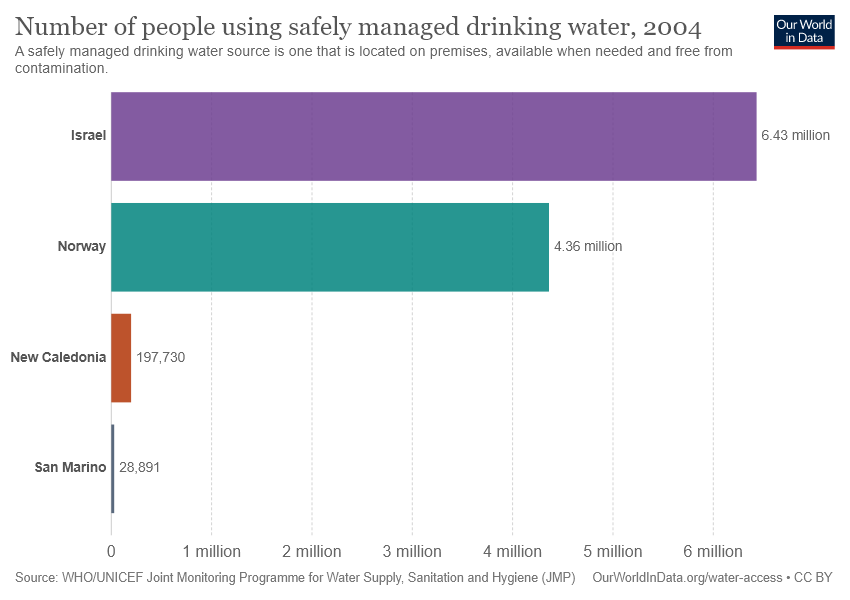 Number of people using safely managed drinking water, 2004
Our World
in Data
A safely managed drinking water source is one that is located on premises, available when needed and free from
contamination.
Israel
6.43 million
Norway
4.36 million
New Caledonia
197,730
San Marino
28,891
0
1 million
2 million
3 million
4 million
5 million
6 million
Source: WHO/UNICEF Joint Monitoring Programme for Water Supply, Sanitation and Hygiene (JMP)
OurWorldInData.org/water-access • CC BY